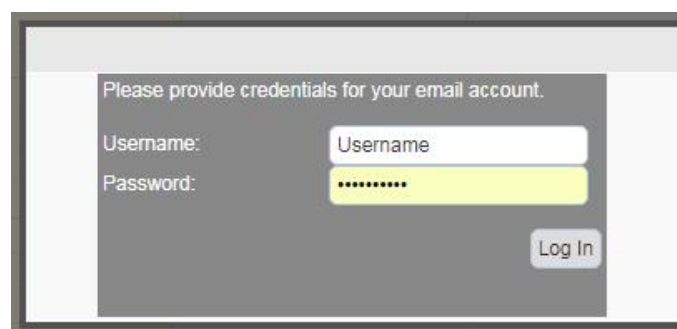 Please provide credentials for your email account.
Username: Username
Password: ••••••••••
Log In